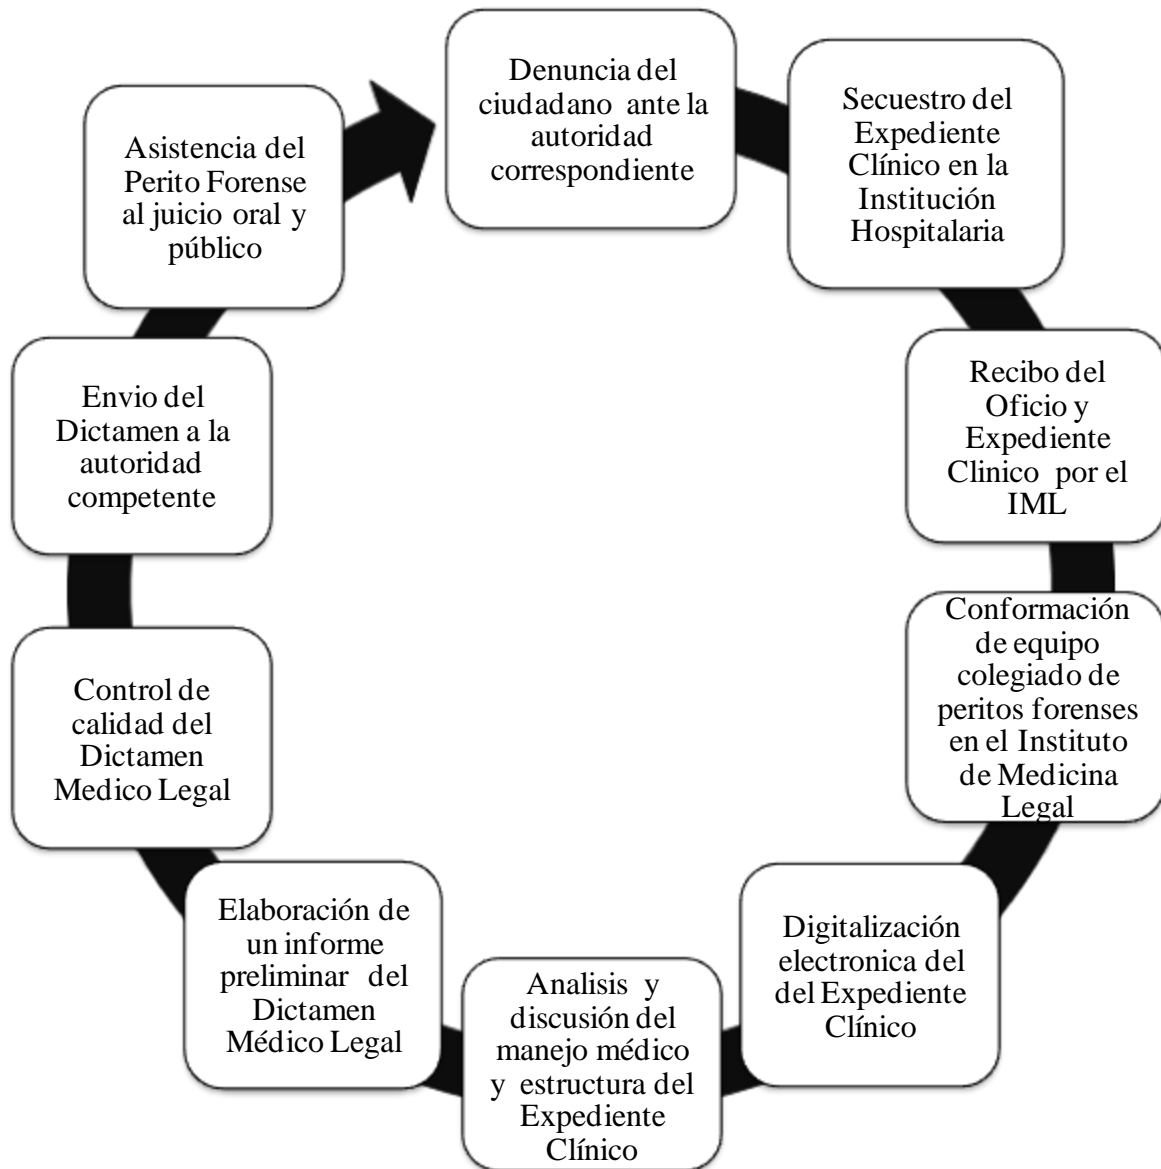 Denuncia del
ciudadano ante la
autoridad
correspondiente
Secuestro del
Expediente
Clínico en la
Institución
Hospitalaria
Recibo del
Oficio y
Expediente
Clinico por el
IML
Conformación
de equipo
colegiado de
peritos forenses
en el Instituto
de Medicina
Legal
Digitalización
electronica del
del Expediente
Clínico
Analisis y
discusión del
manejo médico
y estructura del
Expediente
Clínico
Elaboración de
un informe
preliminar del
Dictamen
Médico Legal
Control de
calidad del
Dictamen
Medico Legal
Envio del
Dictamen a la
autoridad
competente
Asistencia del
Perito Forense
al juicio oral y
público